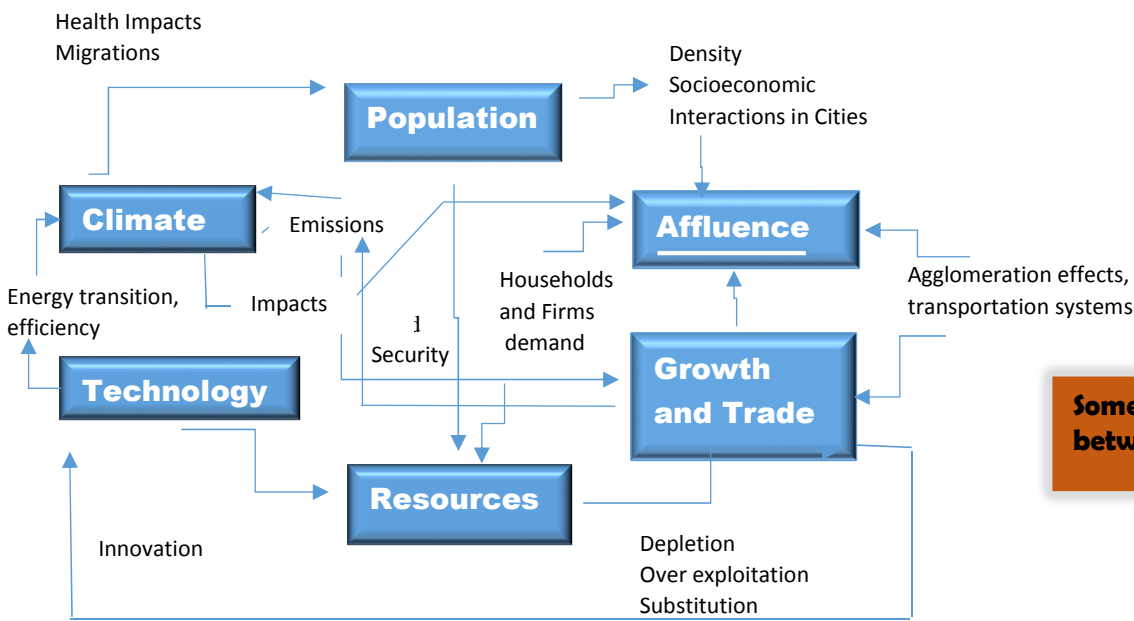 Health Impacts
Migrations
Density
Socioeconomic
Interactions in Cities
Population
Climate
Emissions
Affluence
Energy transition,
efficiency
Impacts
Households
and Firms
demand
Agglomeration effects,
transportation systems
Security
Technology
Growth
and Trade
Some
Resources
Innovation
Depletion
Over exploitation
Substitution